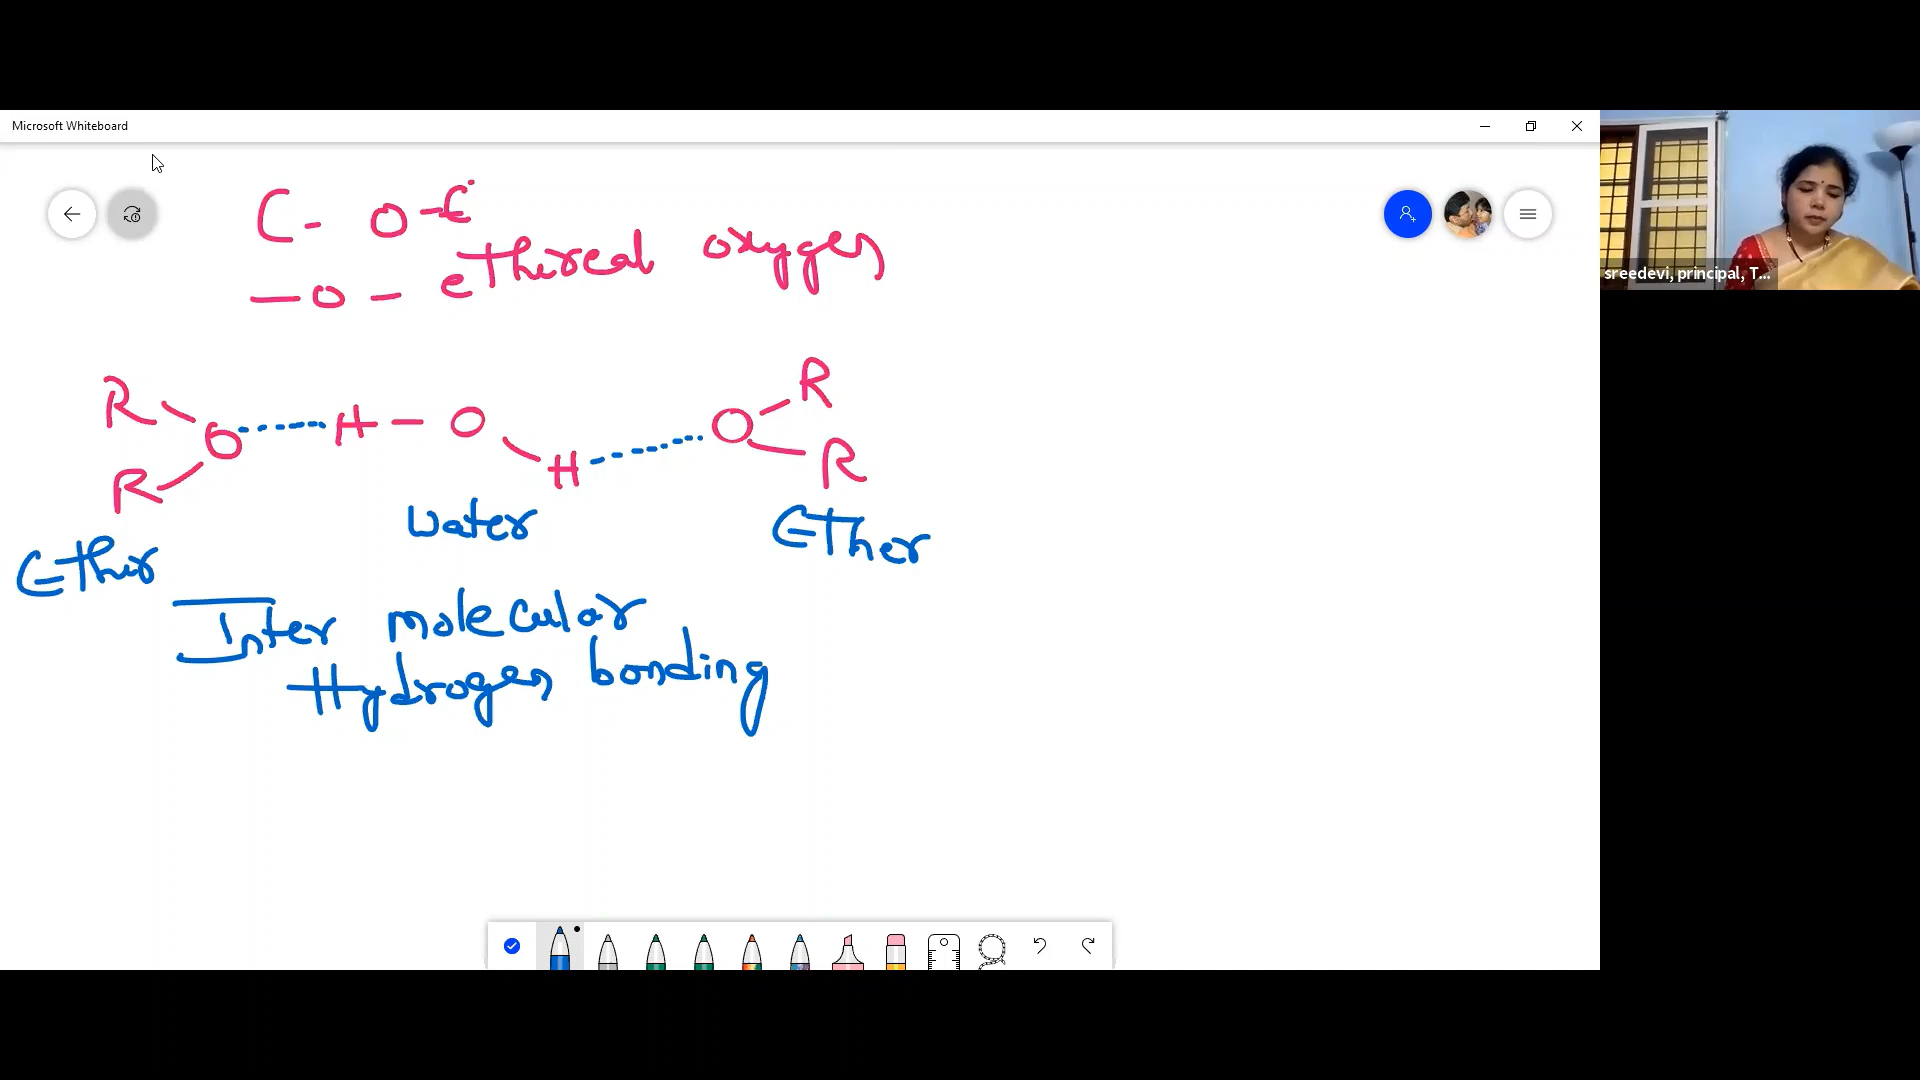 Microsoft Whiteboard
C - O - C
- O - ethereal oxygen
R R
O H - O O
R H R
Water
Ether Ether
Inter molecular
Hydrogen bonding
sreedevi, principal, T...